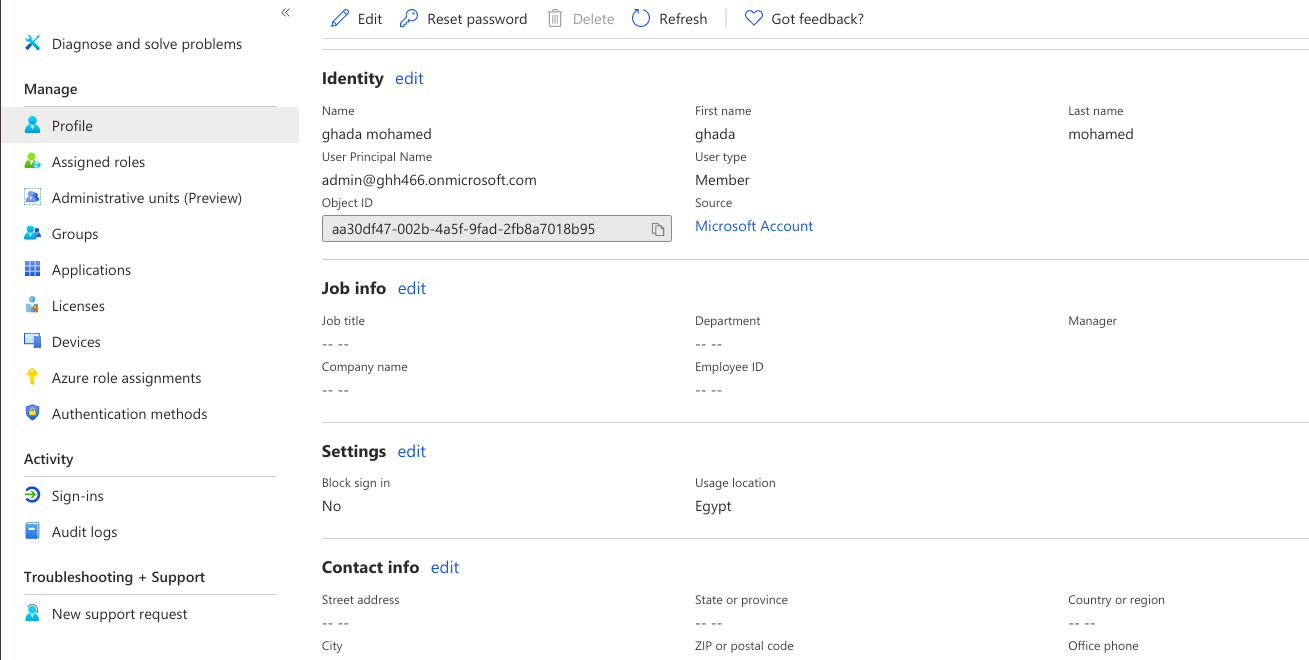 «
Edit Reset password Delete Refresh Got feedback?
Diagnose and solve problems
Manage
Profile
Assigned roles
Administrative units (Preview)
Groups
Applications
Licenses
Devices
Azure role assignments
Authentication methods
Activity
Sign-ins
Audit logs
Troubleshooting + Support
New support request
Identity edit
Name First name Last name
ghada mohamed ghada mohamed
User Principal Name User type
admin@ghh466.onmicrosoft.com Member
Object ID Source
aa30df47-002b-4a5f-9fad-2fb8a7018b95 Microsoft Account
Job info edit
Job title Department Manager
-- -- -- --
Company name Employee ID
-- -- -- --
Settings edit
Block sign in Usage location
No Egypt
Contact info edit
Street address State or province Country or region
-- -- -- -- -- --
City ZIP or postal code Office phone